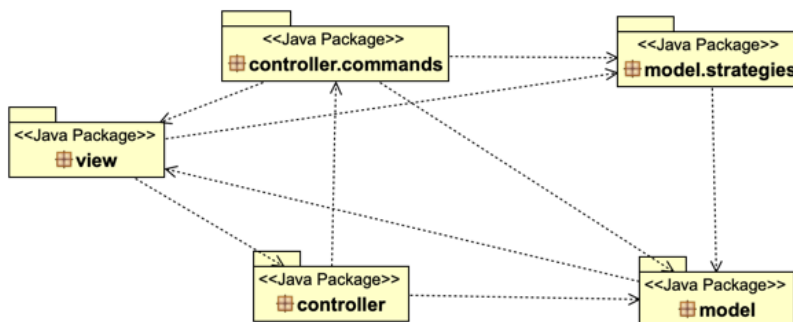 <<Java Package>>
controller.commands
<<Java Package>>
model.strategies
<<Java Package>>
view
<<Java Package>>
controller
<<Java Package>>
model